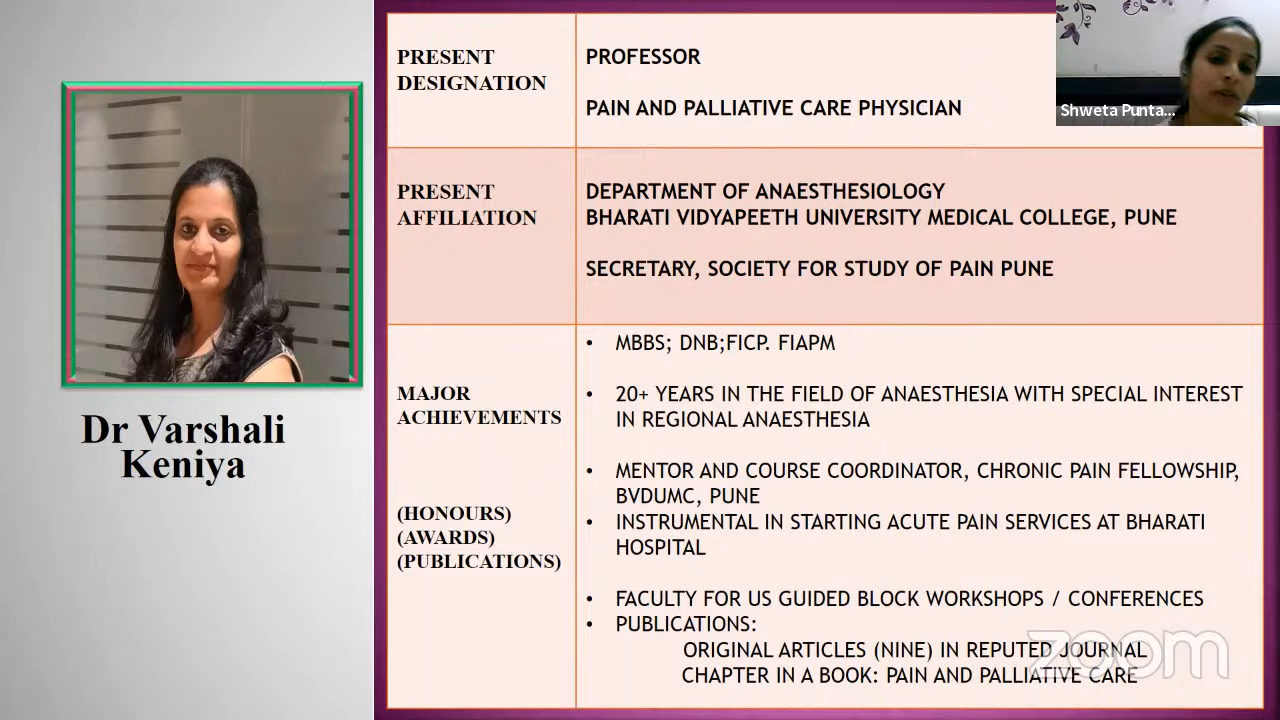 PRESENT
DESIGNATION
PROFESSOR
PAIN AND PALLIATIVE CARE PHYSICIAN
Shweta Punta...
PRESENT
AFFILIATION
DEPARTMENT OF ANAESTHESIOLOGY
BHARATI VIDYAPEETH UNIVERSITY MEDICAL COLLEGE, PUNE
SECRETARY, SOCIETY FOR STUDY OF PAIN PUNE
Dr Varshali
Keniya
MAJOR
ACHIEVEMENTS
(HONOURS)
(AWARDS)
(PUBLICATIONS)
• MBBS; DNB;FICP. FIAPM
• 20+ YEARS IN THE FIELD OF ANAESTHESIA WITH SPECIAL INTEREST
IN REGIONAL ANAESTHESIA
• MENTOR AND COURSE COORDINATOR, CHRONIC PAIN FELLOWSHIP,
BVDUMC, PUNE
• INSTRUMENTAL IN STARTING ACUTE PAIN SERVICES AT BHARATI
HOSPITAL
• FACULTY FOR US GUIDED BLOCK WORKSHOPS / CONFERENCES
• PUBLICATIONS:
ORIGINAL ARTICLES (NINE) IN REPUTED JOURNAL
CHAPTER IN A BOOK: PAIN AND PALLIATIVE CARE
zoom